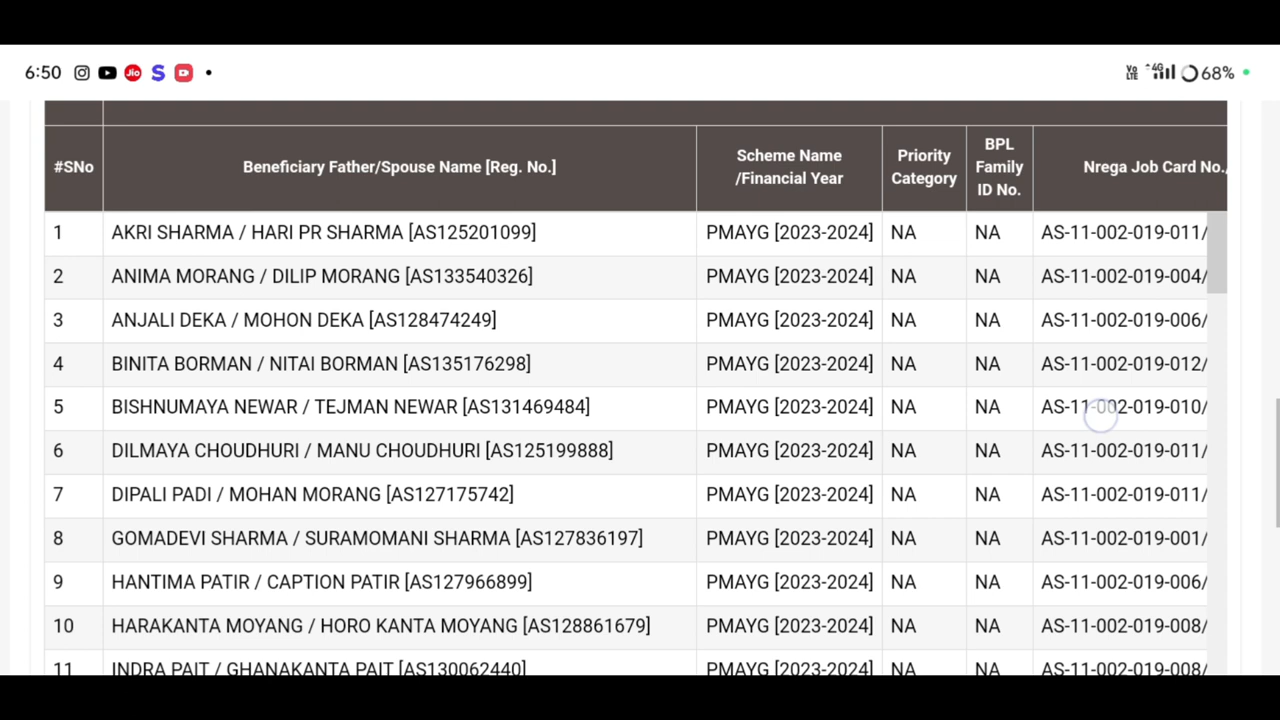 6:50 Jio S Vo LTE 4G 68%
#SNo Beneficiary Father/Spouse Name [Reg. No.] Scheme Name /Financial Year Priority Category BPL Family ID No. Nrega Job Card No./
1 AKRI SHARMA / HARI PR SHARMA [AS125201099] PMAYG [2023-2024] NA NA AS-11-002-019-011/
2 ANIMA MORANG / DILIP MORANG [AS133540326] PMAYG [2023-2024] NA NA AS-11-002-019-004/
3 ANJALI DEKA / MOHON DEKA [AS128474249] PMAYG [2023-2024] NA NA AS-11-002-019-006/
4 BINITA BORMAN / NITAI BORMAN [AS135176298] PMAYG [2023-2024] NA NA AS-11-002-019-012/
5 BISHNUMAYA NEWAR / TEJMAN NEWAR [AS131469484] PMAYG [2023-2024] NA NA AS-11-002-019-010/
6 DILMAYA CHOUDHURI / MANU CHOUDHURI [AS125199888] PMAYG [2023-2024] NA NA AS-11-002-019-011/
7 DIPALI PADI / MOHAN MORANG [AS127175742] PMAYG [2023-2024] NA NA AS-11-002-019-011/
8 GOMADEVI SHARMA / SURAMOMANI SHARMA [AS127836197] PMAYG [2023-2024] NA NA AS-11-002-019-001/
9 HANTIMA PATIR / CAPTION PATIR [AS127966899] PMAYG [2023-2024] NA NA AS-11-002-019-006/
10 HARAKANTA MOYANG / HORO KANTA MOYANG [AS128861679] PMAYG [2023-2024] NA NA AS-11-002-019-008/
11 INDRA PAIT / GHANAKANTA PAIT [AS130062440] PMAYG [2023-2024] NA NA AS-11-002-019-008/